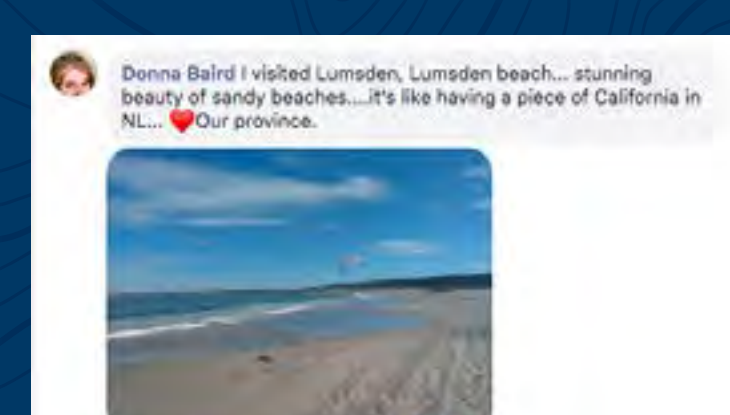 Donna Baird I visited Lumsden, Lumsden beach... stunning
beauty of sandy beaches....it's like having a piece of California in
NL... ❤️Our province.